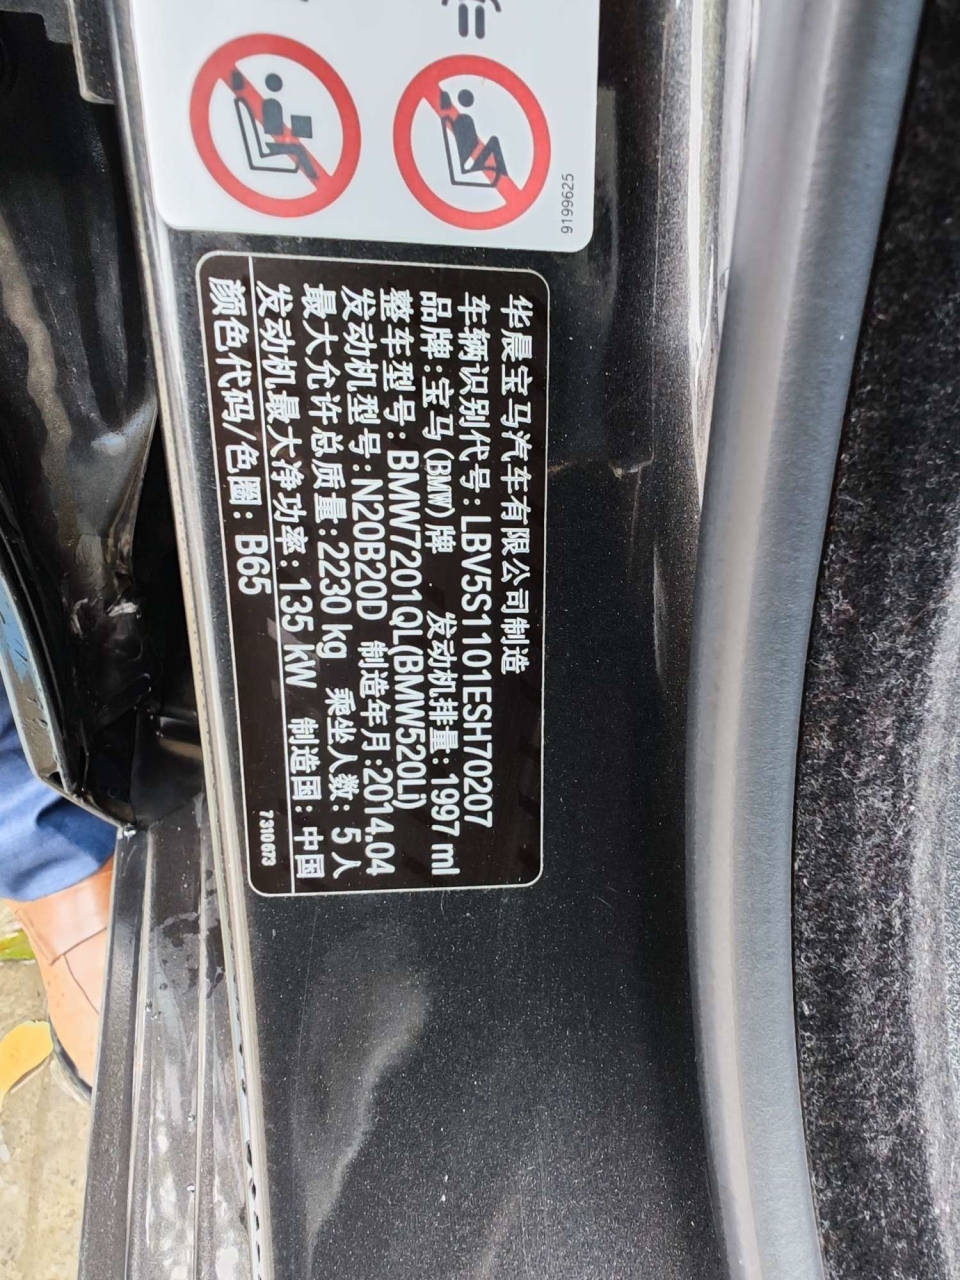 9199625
华晨宝马汽车有限公司制造
车辆识别代号:LBV5S1101ESH70207
品牌:宝马(BMW)牌 发动机排量:1997 ml
整车型号:BMW7201QL(BMW520Li)
发动机型号:N20B20D 制造年月:2014.04
最大允许总质量:2230 kg 乘坐人数: 5 人
发动机最大净功率:135 kW 制造国: 中国
颜色代码/色圈: B65
7310673